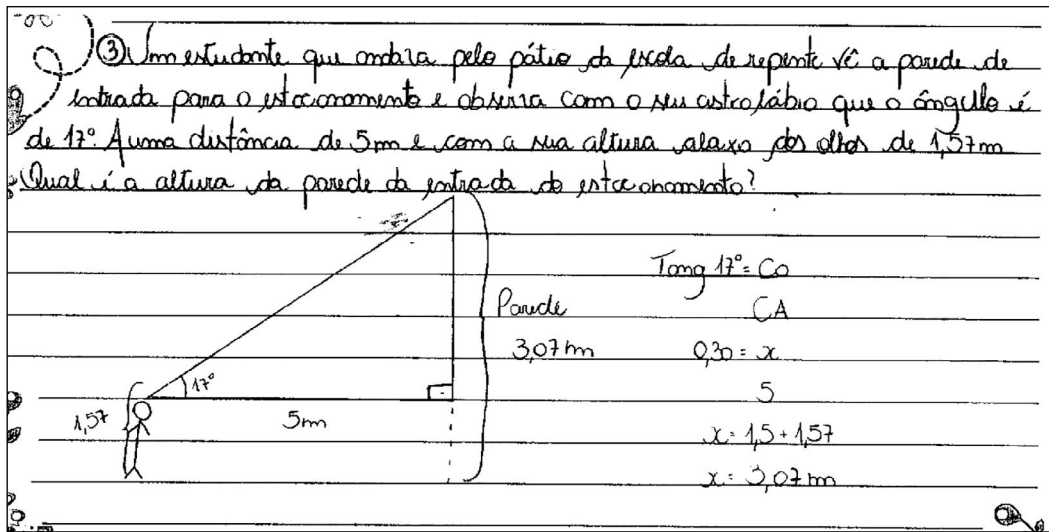 ③ Um estudante que andava pelo pátio da escola de repente vê a parede de
entrada para o estacionamento e observa com o seu astrolábio que o ângulo é
de 17°. A uma distância de 5m e com a sua altura abaxo dos olhos de 1,57m
Qual é a altura da parede da entrada do estacionamento?
Tang 17° = CO
Parede
CA
3,07m
0,30 = x
17°
5
1,57
5m
x = 1,5 + 1,57
x = 3,07m